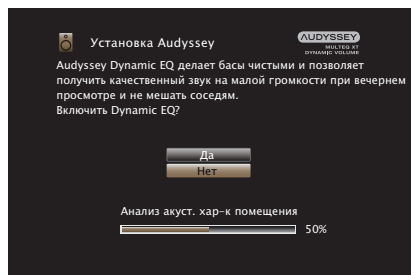 Установка Audyssey
AUDYSSEY
MULTEQ XT
DYNAMIC VOLUME
Audyssey Dynamic EQ делает басы чистыми и позволяет
получить качественный звук на малой громкости при вечернем
просмотре и не мешать соседям.
Включить Dynamic EQ?
Да
Нет
Анализ акуст. хар-к помещения
50%